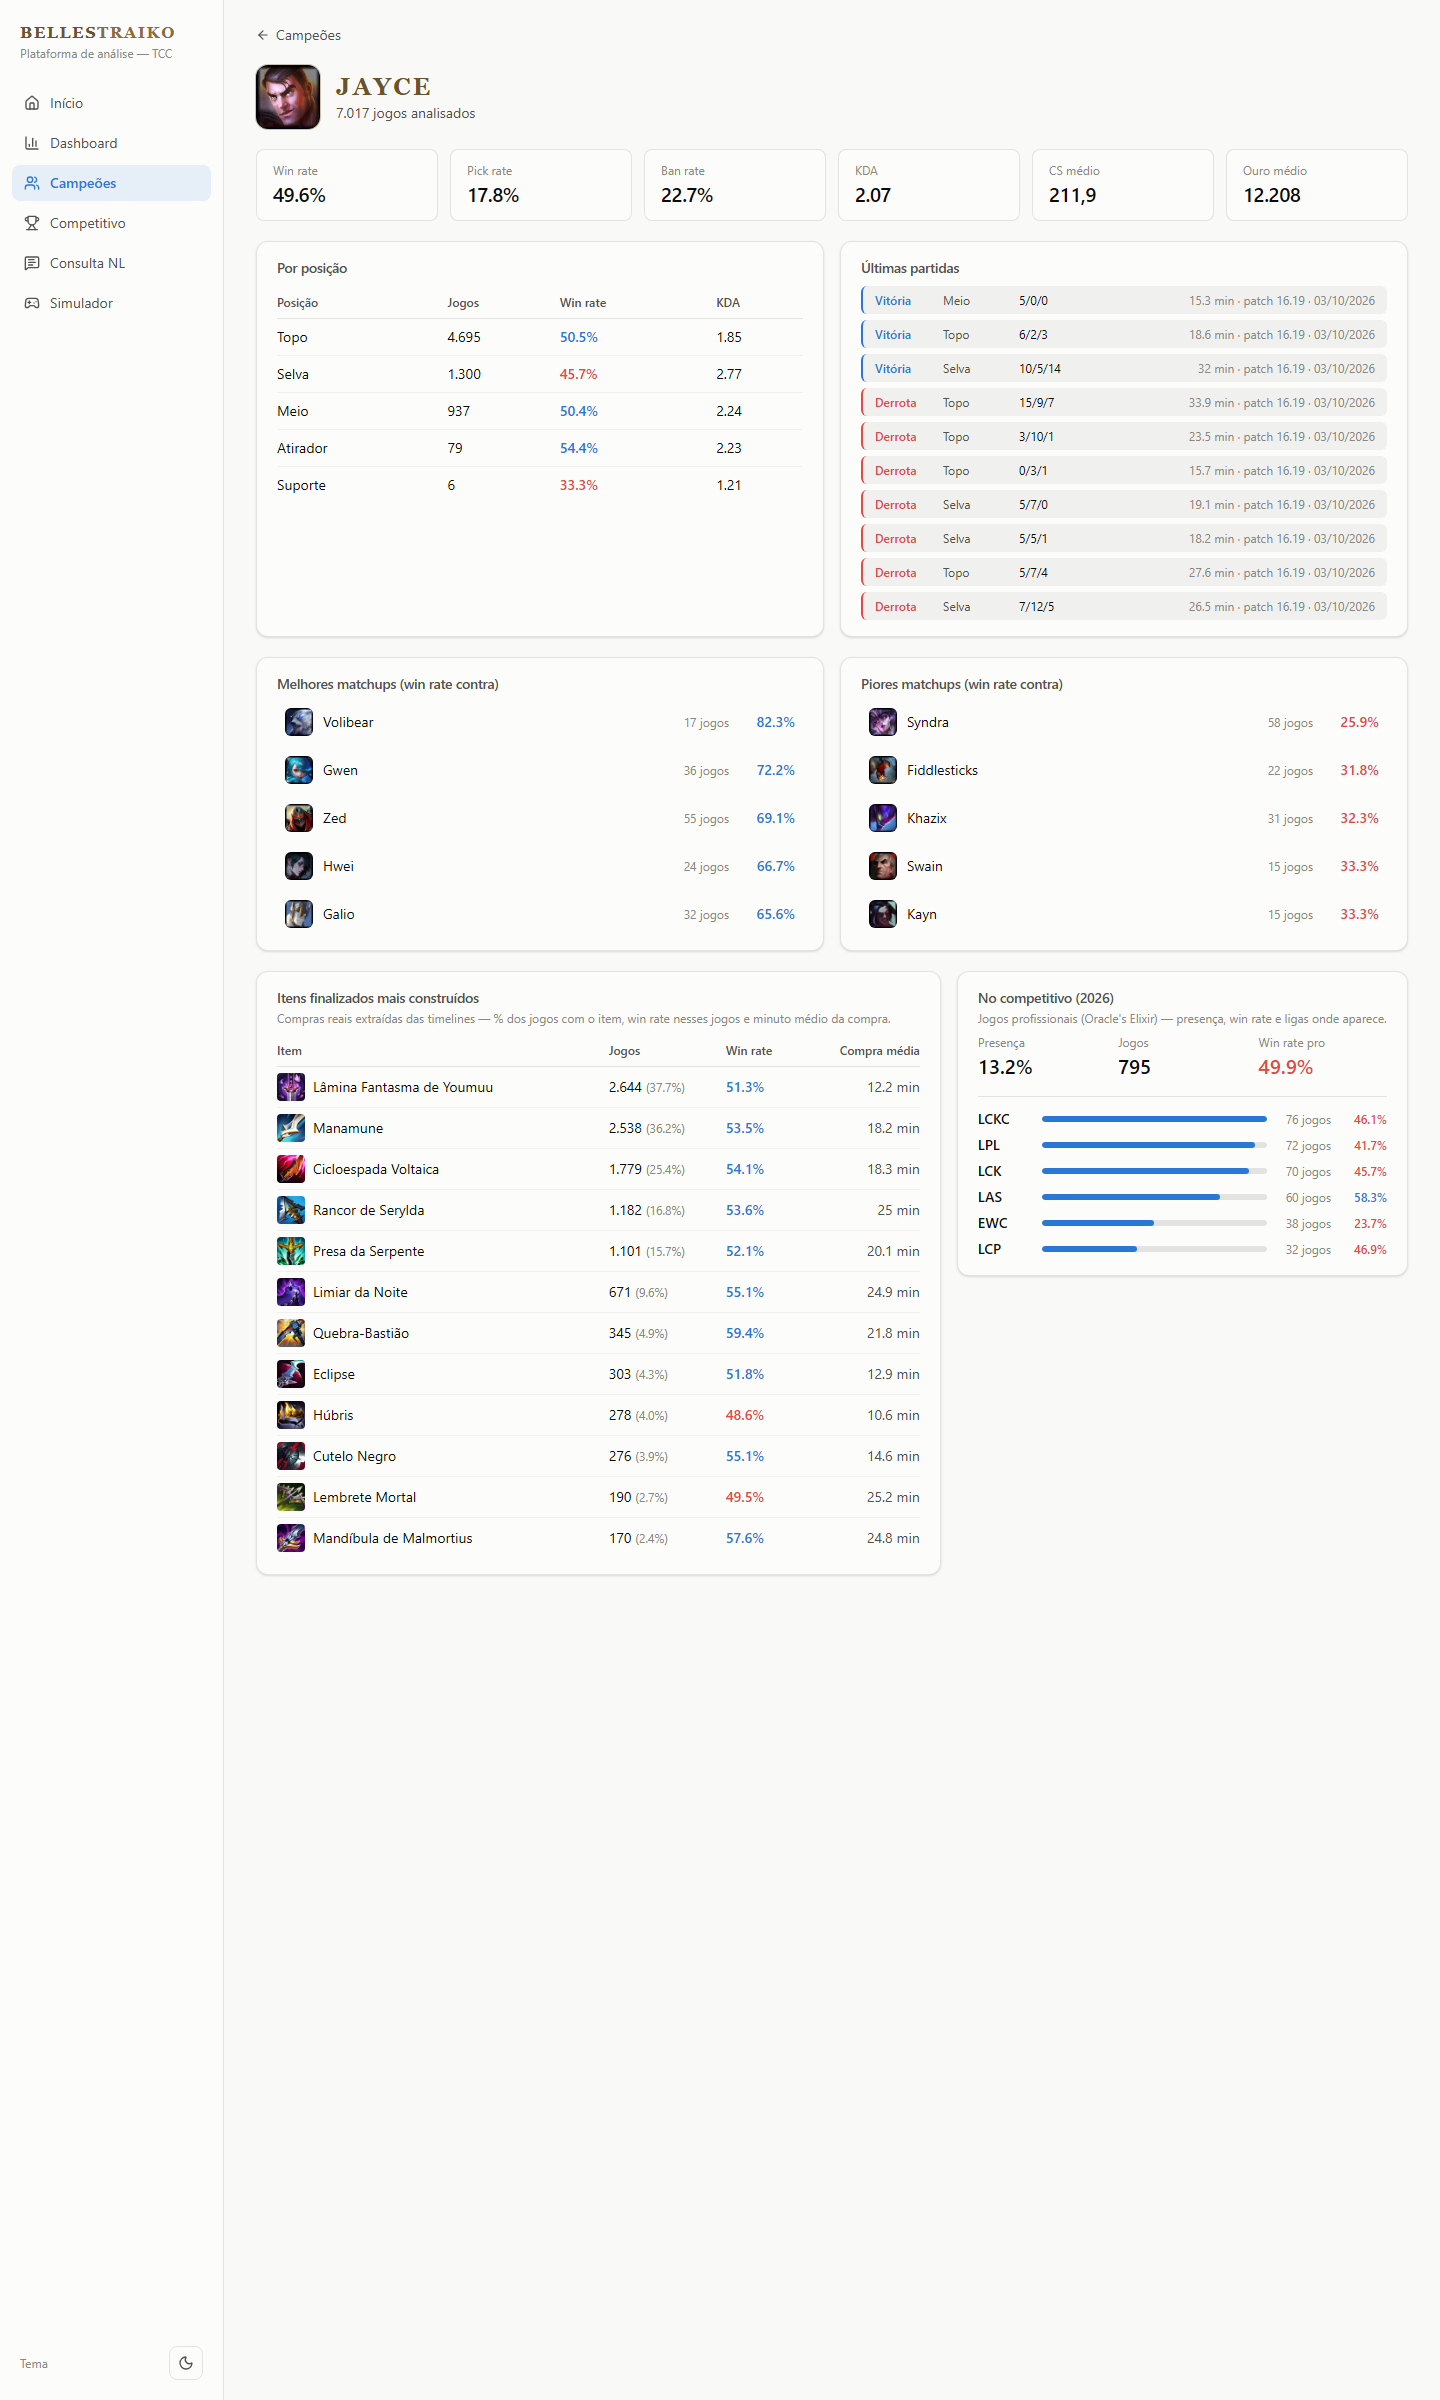 BELLESTRAIKO
Plataforma de análise — TCC
Início
Dashboard
Campeões
Competitivo
Consulta NL
Simulador
Tema
Campeões
JAYCE
7.017 jogos analisados
Win rate
49.6%
Pick rate
17.8%
Ban rate
22.7%
KDA
2.07
CS médio
211,9
Ouro médio
12.208
Por posição
Posição Jogos Win rate KDA
Topo 4.695 50.5% 1.85
Selva 1.300 45.7% 2.77
Meio 937 50.4% 2.24
Atirador 79 54.4% 2.23
Suporte 6 33.3% 1.21
Últimas partidas
Vitória Meio 5/0/0 15.3 min · patch 16.19 · 03/10/2026
Vitória Topo 6/2/3 18.6 min · patch 16.19 · 03/10/2026
Vitória Selva 10/5/14 32 min · patch 16.19 · 03/10/2026
Derrota Topo 15/9/7 33.9 min · patch 16.19 · 03/10/2026
Derrota Topo 3/10/1 23.5 min · patch 16.19 · 03/10/2026
Derrota Topo 0/3/1 15.7 min · patch 16.19 · 03/10/2026
Derrota Selva 5/7/0 19.1 min · patch 16.19 · 03/10/2026
Derrota Selva 5/5/1 18.2 min · patch 16.19 · 03/10/2026
Derrota Topo 5/7/4 27.6 min · patch 16.19 · 03/10/2026
Derrota Selva 7/12/5 26.5 min · patch 16.19 · 03/10/2026
Melhores matchups (win rate contra)
Volibear 17 jogos 82.3%
Gwen 36 jogos 72.2%
Zed 55 jogos 69.1%
Hwei 24 jogos 66.7%
Galio 32 jogos 65.6%
Piores matchups (win rate contra)
Syndra 58 jogos 25.9%
Fiddlesticks 22 jogos 31.8%
Khazix 31 jogos 32.3%
Swain 15 jogos 33.3%
Kayn 15 jogos 33.3%
Itens finalizados mais construídos
Compras reais extraídas das timelines — % dos jogos com o item, win rate nesses jogos e minuto médio da compra.
Item Jogos Win rate Compra média
Lâmina Fantasma de Youmuu 2.644 (37.7%) 51.3% 12.2 min
Manamune 2.538 (36.2%) 53.5% 18.2 min
Cicloespada Voltaica 1.779 (25.4%) 54.1% 18.3 min
Rancor de Serylda 1.182 (16.8%) 53.6% 25 min
Presa da Serpente 1.101 (15.7%) 52.1% 20.1 min
Limiar da Noite 671 (9.6%) 55.1% 24.9 min
Quebra-Bastião 345 (4.9%) 59.4% 21.8 min
Eclipse 303 (4.3%) 51.8% 12.9 min
Húbris 278 (4.0%) 48.6% 10.6 min
Cutelo Negro 276 (3.9%) 55.1% 14.6 min
Lembrete Mortal 190 (2.7%) 49.5% 25.2 min
Mandíbula de Malmortius 170 (2.4%) 57.6% 24.8 min
No competitivo (2026)
Jogos profissionais (Oracle's Elixir) — presença, win rate e ligas onde aparece.
Presença Jogos Win rate pro
13.2% 795 49.9%
LCKC 76 jogos 46.1%
LPL 72 jogos 41.7%
LCK 70 jogos 45.7%
LAS 60 jogos 58.3%
EWC 38 jogos 23.7%
LCP 32 jogos 46.9%